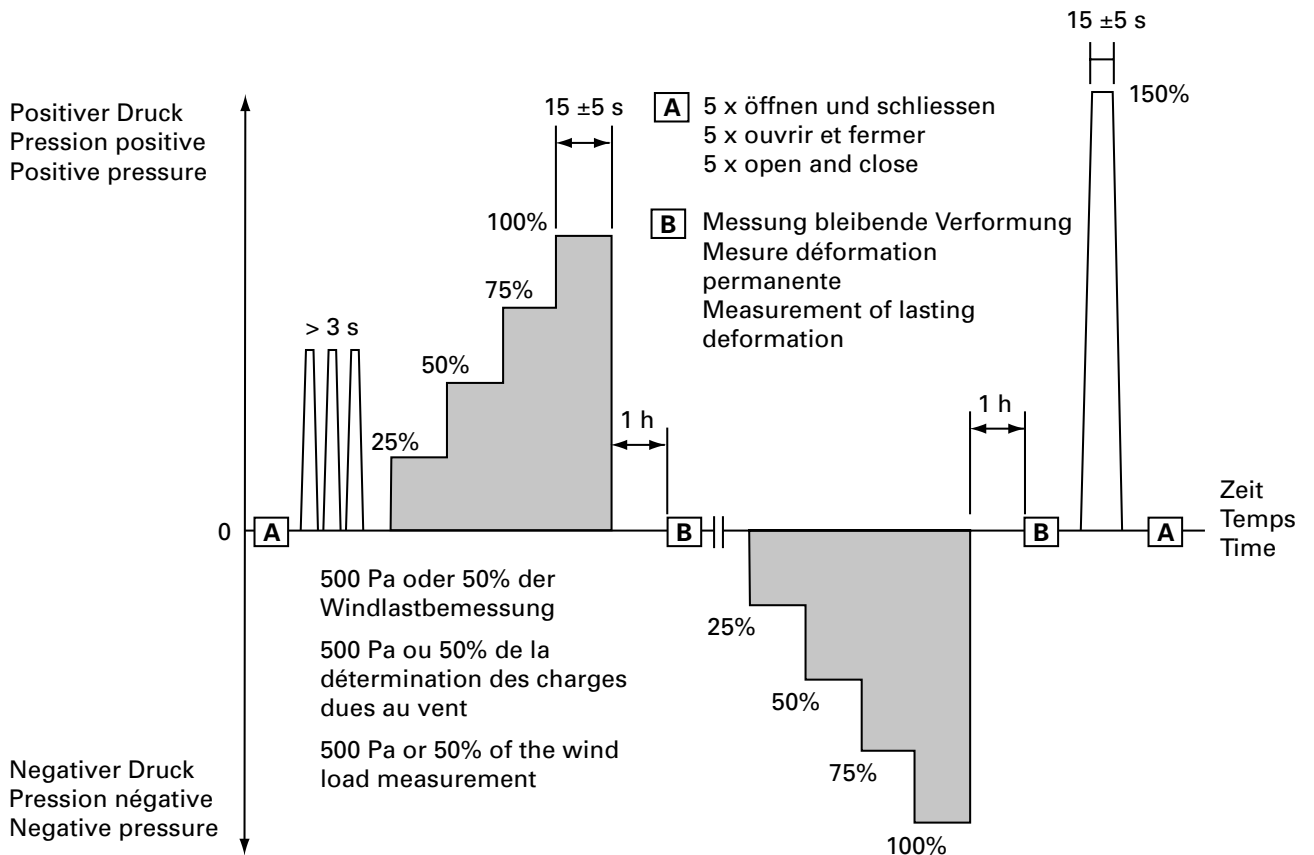 15 ±5 s
150%
Positiver Druck
Pression positive
Positive pressure
15 ±5 s
A
5 x öffnen und schliessen
5 x ouvrir et fermer
5 x open and close
B
Messung bleibende Verformung
Mesure déformation
permanente
Measurement of lasting
deformation
100%
75%
> 3 s
50%
25%
1 h
1 h
0
A
B
B
A
Zeit
Temps
Time
500 Pa oder 50% der
Windlastbemessung
500 Pa ou 50% de la
détermination des charges
dues au vent
500 Pa or 50% of the wind
load measurement
25%
50%
75%
100%
Negativer Druck
Pression négative
Negative pressure